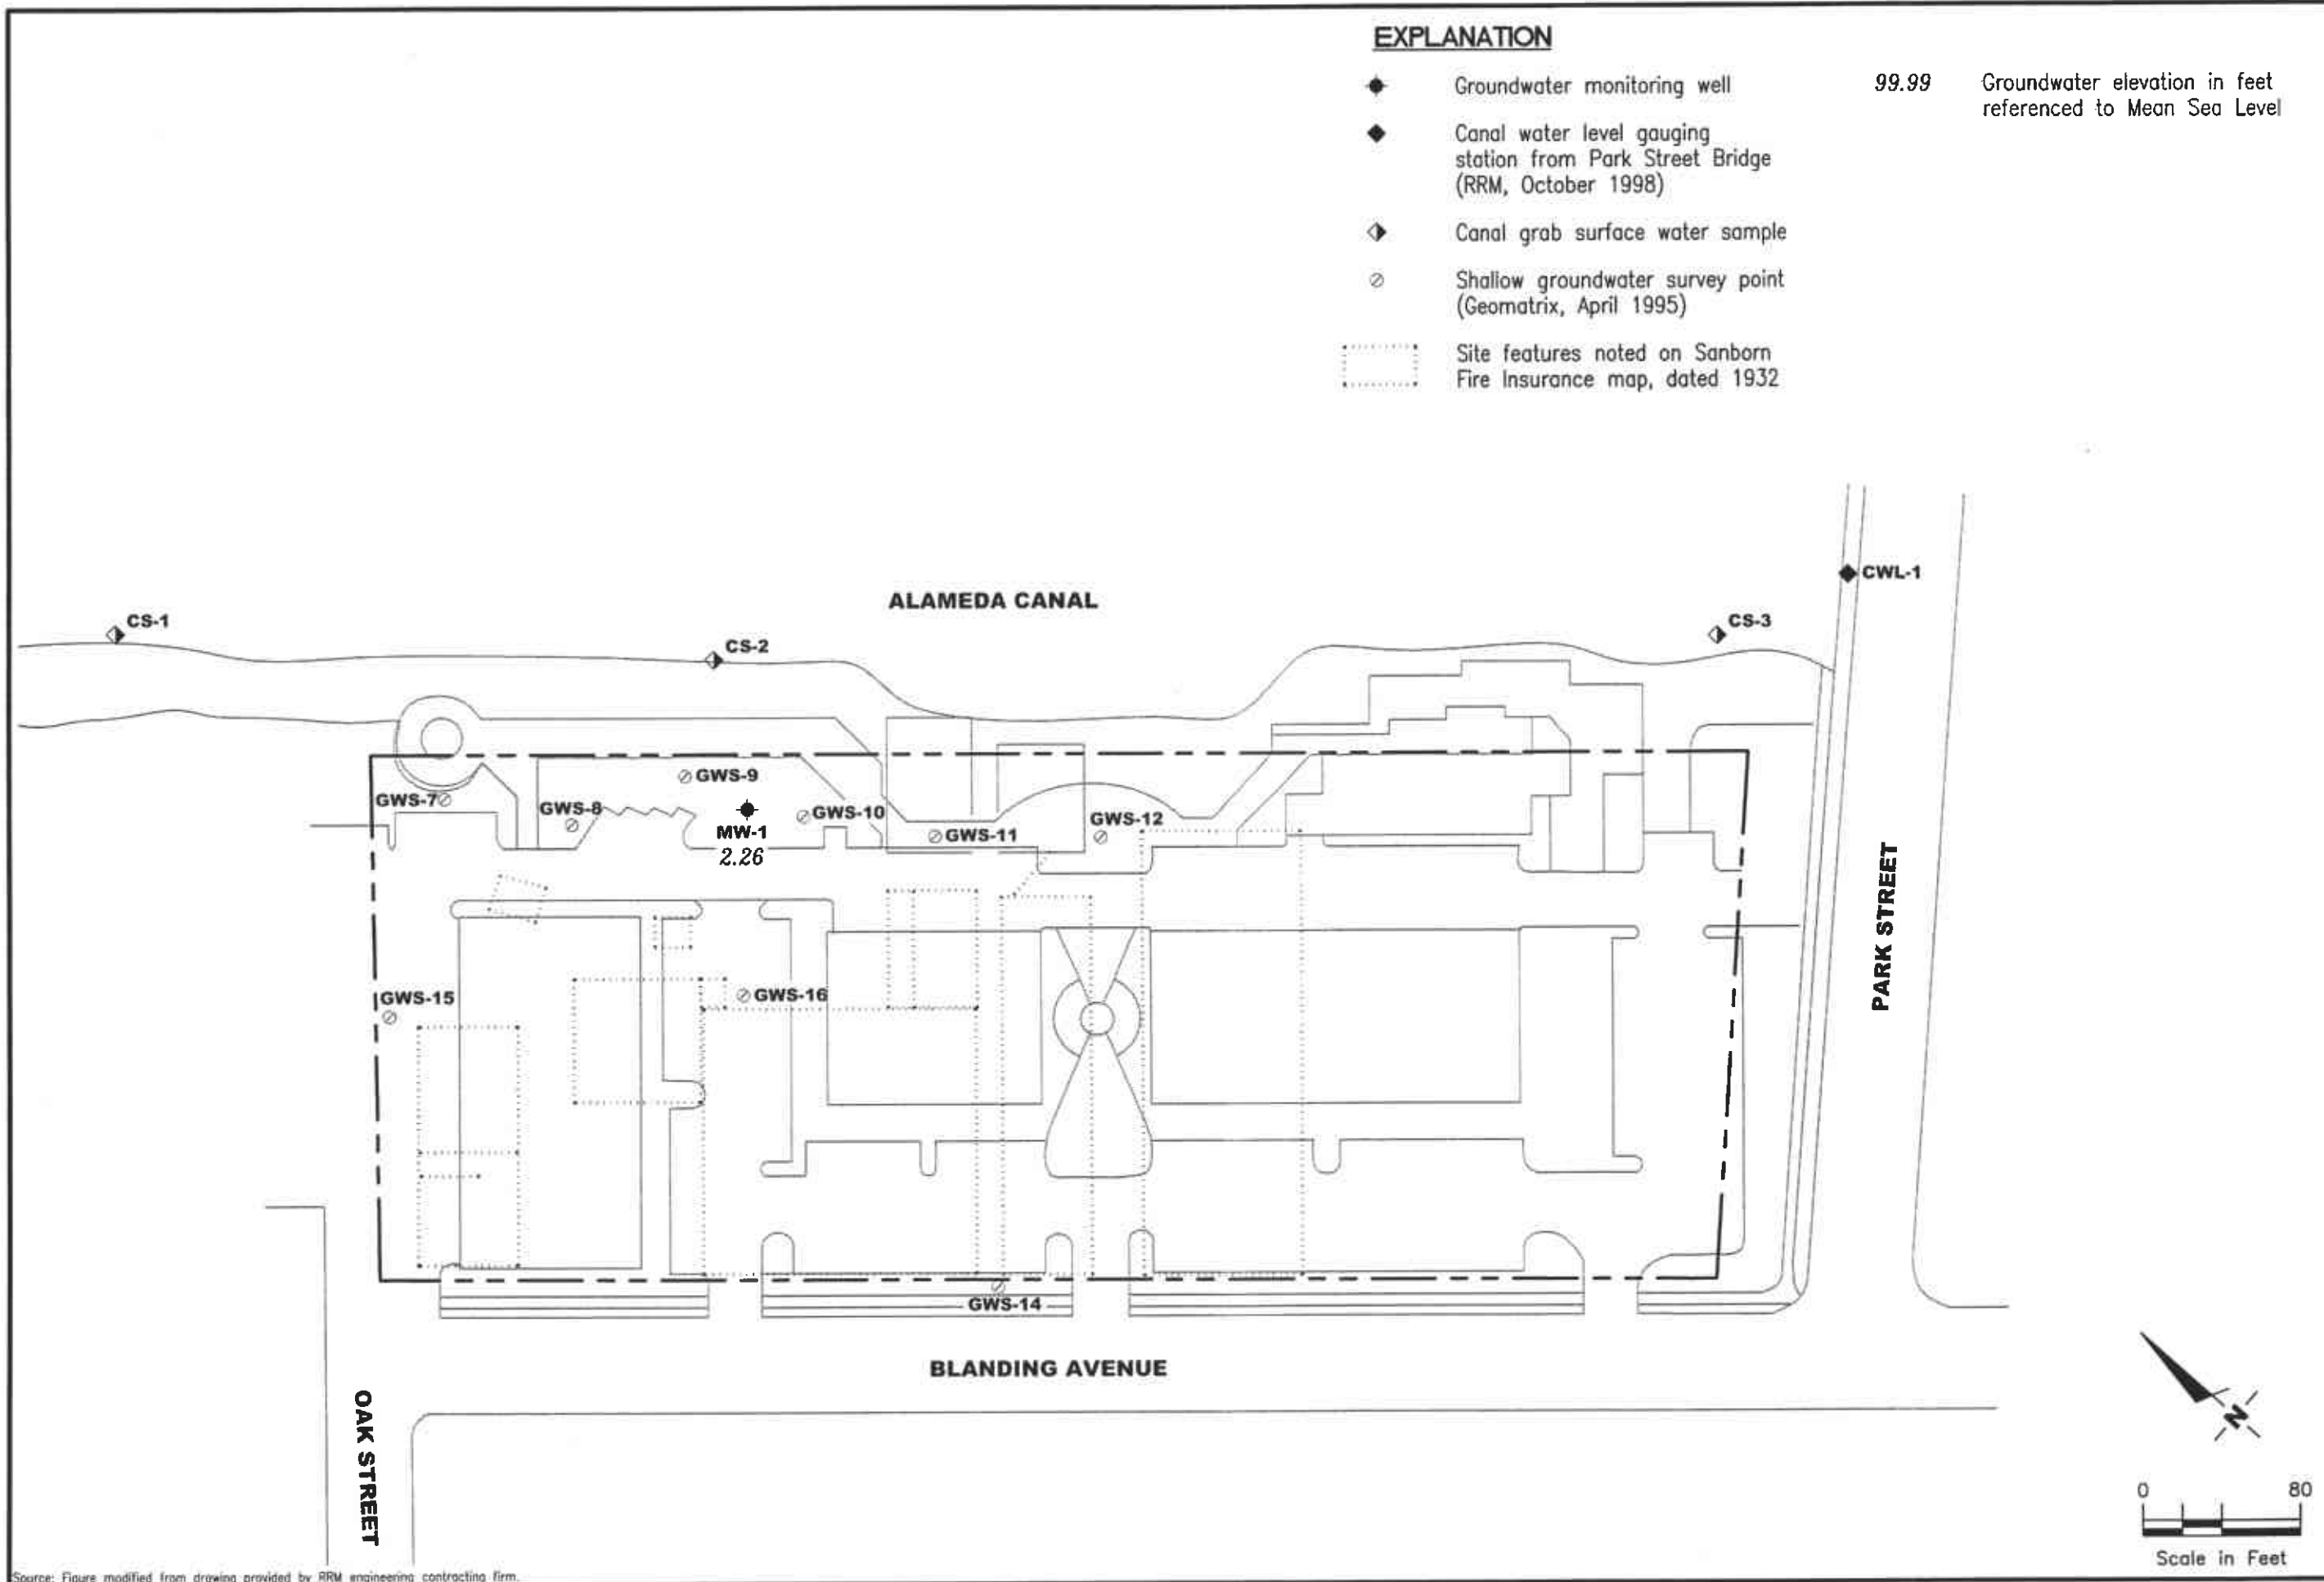 EXPLANATION
Groundwater monitoring well
Canal water level gauging
station from Park Street Bridge
(RRM, October 1998)
Canal grab surface water sample
Shallow groundwater survey point
(Geomatrix, April 1995)
Site features noted on Sanborn
Fire Insurance map, dated 1932
99.99 Groundwater elevation in feet
referenced to Mean Sea Level
CWL-1
ALAMEDA CANAL
CS-1
CS-2
CS-3
GWS-9
GWS-7
GWS-8
GWS-10
MW-1
2.26
GWS-11
GWS-12
PARK STREET
GWS-15
GWS-16
GWS-14
BLANDING AVENUE
OAK STREET
N
0 80
Scale in Feet
Source: Figure modified from drawing provided by RRM engineering contracting firm.